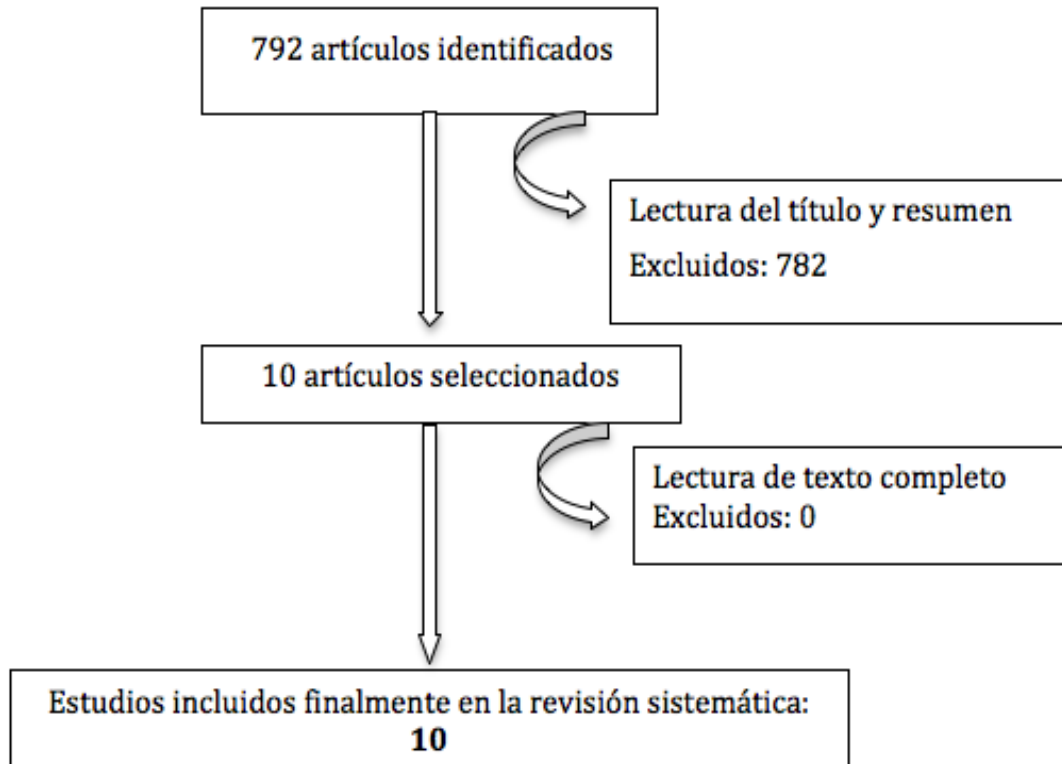 792 artículos identificados
Lectura del título y resumen
Excluidos: 782
10 artículos seleccionados
Lectura de texto completo
Excluidos: 0
Estudios incluidos finalmente en la revisión sistemática:
10